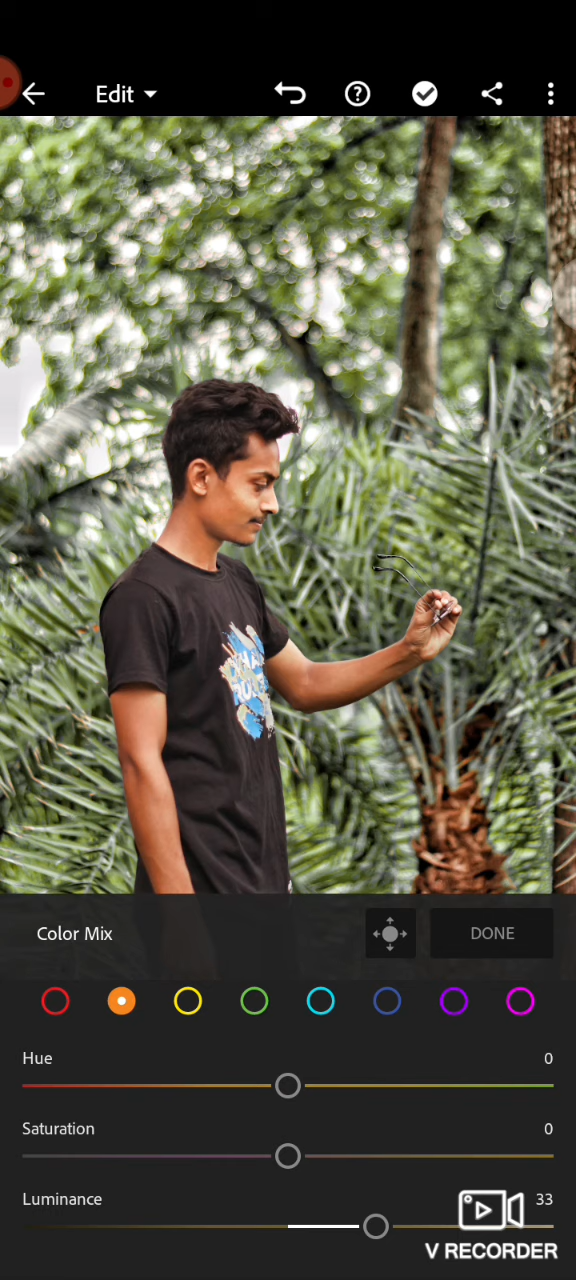 Edit
Color Mix
DONE
Hue 0
Saturation 0
Luminance 33
V RECORDER